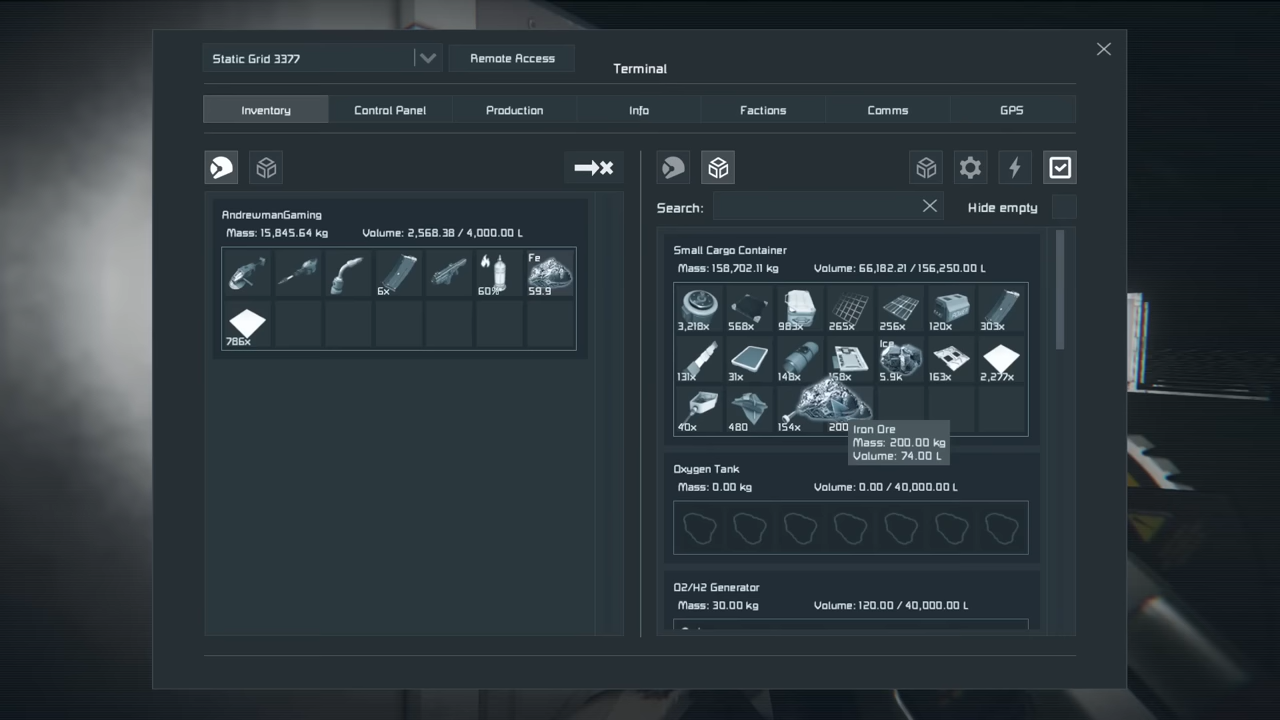 Static Grid 3377
Remote Access
Terminal
Inventory
Control Panel
Production
Info
Factions
Comms
GPS
AndrewmanGaming
Mass: 15,845.64 kg Volume: 2,568.38 / 4,000.00 L
Fe
6x 60% 59.9
786x
Search:
Hide empty
Small Cargo Container
Mass: 158,702.11 kg Volume: 66,182.21 / 156,250.00 L
3,218x 568x 983x 265x 256x 120x 303x
Ice
131x 31x 148x 158x 5.9k 163x 2,277x
40x 480 154x 200
Iron Ore
Mass: 200.00 kg
Volume: 74.00 L
Oxygen Tank
Mass: 0.00 kg Volume: 0.00 / 40,000.00 L
O2/H2 Generator
Mass: 30.00 kg Volume: 120.00 / 40,000.00 L